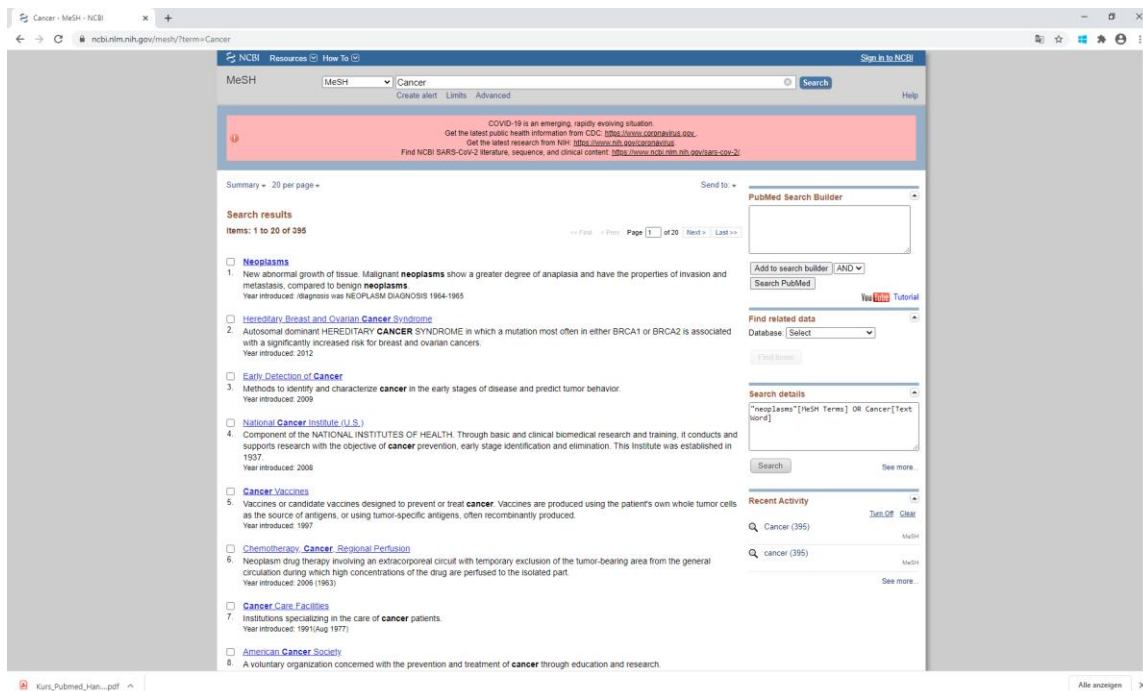 Cancer - MeSH - NCBI
ncbi.nlm.nih.gov/mesh/?term=Cancer
NCBI Resources How To Sign in to NCBI
MeSH MeSH Cancer Search
Create alert Limits Advanced Help
COVID-19 is an emerging, rapidly evolving situation.
Get the latest public health information from CDC: https://www.coronavirus.gov.
Get the latest research from NIH: https://www.nih.gov/coronavirus.
Find NCBI SARS-CoV-2 literature, sequence, and clinical content: https://www.ncbi.nlm.nih.gov/sars-cov-2/.
Summary 20 per page Send to:
Search results
Items: 1 to 20 of 395
<< First < Prev Page 1 of 20 Next > Last >>
Neoplasms
1. New abnormal growth of tissue. Malignant neoplasms show a greater degree of anaplasia and have the properties of invasion and
metastasis, compared to benign neoplasms.
Year introduced: /diagnosis was NEOPLASM DIAGNOSIS 1964-1965
Hereditary Breast and Ovarian Cancer Syndrome
2. Autosomal dominant HEREDITARY CANCER SYNDROME in which a mutation most often in either BRCA1 or BRCA2 is associated
with a significantly increased risk for breast and ovarian cancers.
Year introduced: 2012
Early Detection of Cancer
3. Methods to identify and characterize cancer in the early stages of disease and predict tumor behavior.
Year introduced: 2009
National Cancer Institute (U.S.)
4. Component of the NATIONAL INSTITUTES OF HEALTH. Through basic and clinical biomedical research and training, it conducts and
supports research with the objective of cancer prevention, early stage identification and elimination. This Institute was established in
1937.
Year introduced: 2008
Cancer Vaccines
5. Vaccines or candidate vaccines designed to prevent or treat cancer. Vaccines are produced using the patient's own whole tumor cells
as the source of antigens, or using tumor-specific antigens, often recombinantly produced.
Year introduced: 1997
Chemotherapy, Cancer, Regional Perfusion
6. Neoplasm drug therapy involving an extracorporeal circuit with temporary exclusion of the tumor-bearing area from the general
circulation during which high concentrations of the drug are perfused to the isolated part.
Year introduced: 2006 (1963)
Cancer Care Facilities
7. Institutions specializing in the care of cancer patients.
Year introduced: 1991(Aug 1977)
American Cancer Society
8. A voluntary organization concerned with the prevention and treatment of cancer through education and research.
PubMed Search Builder
Add to search builder AND
Search PubMed
YouTube Tutorial
Find related data
Database: Select
Find items
Search details
"neoplasms"[MeSH Terms] OR Cancer[Text
Word]
Search See more...
Recent Activity
Turn Off Clear
Cancer (395)
MeSH
cancer (395)
MeSH
See more...
Kurs_Pubmed_Han....pdf Alle anzeigen